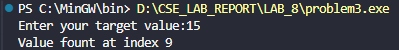 PS C:\MinGW\bin> D:\CSE_LAB_REPORT\LAB_8\problem3.exe
Enter your target value:15
Value fount at index 9